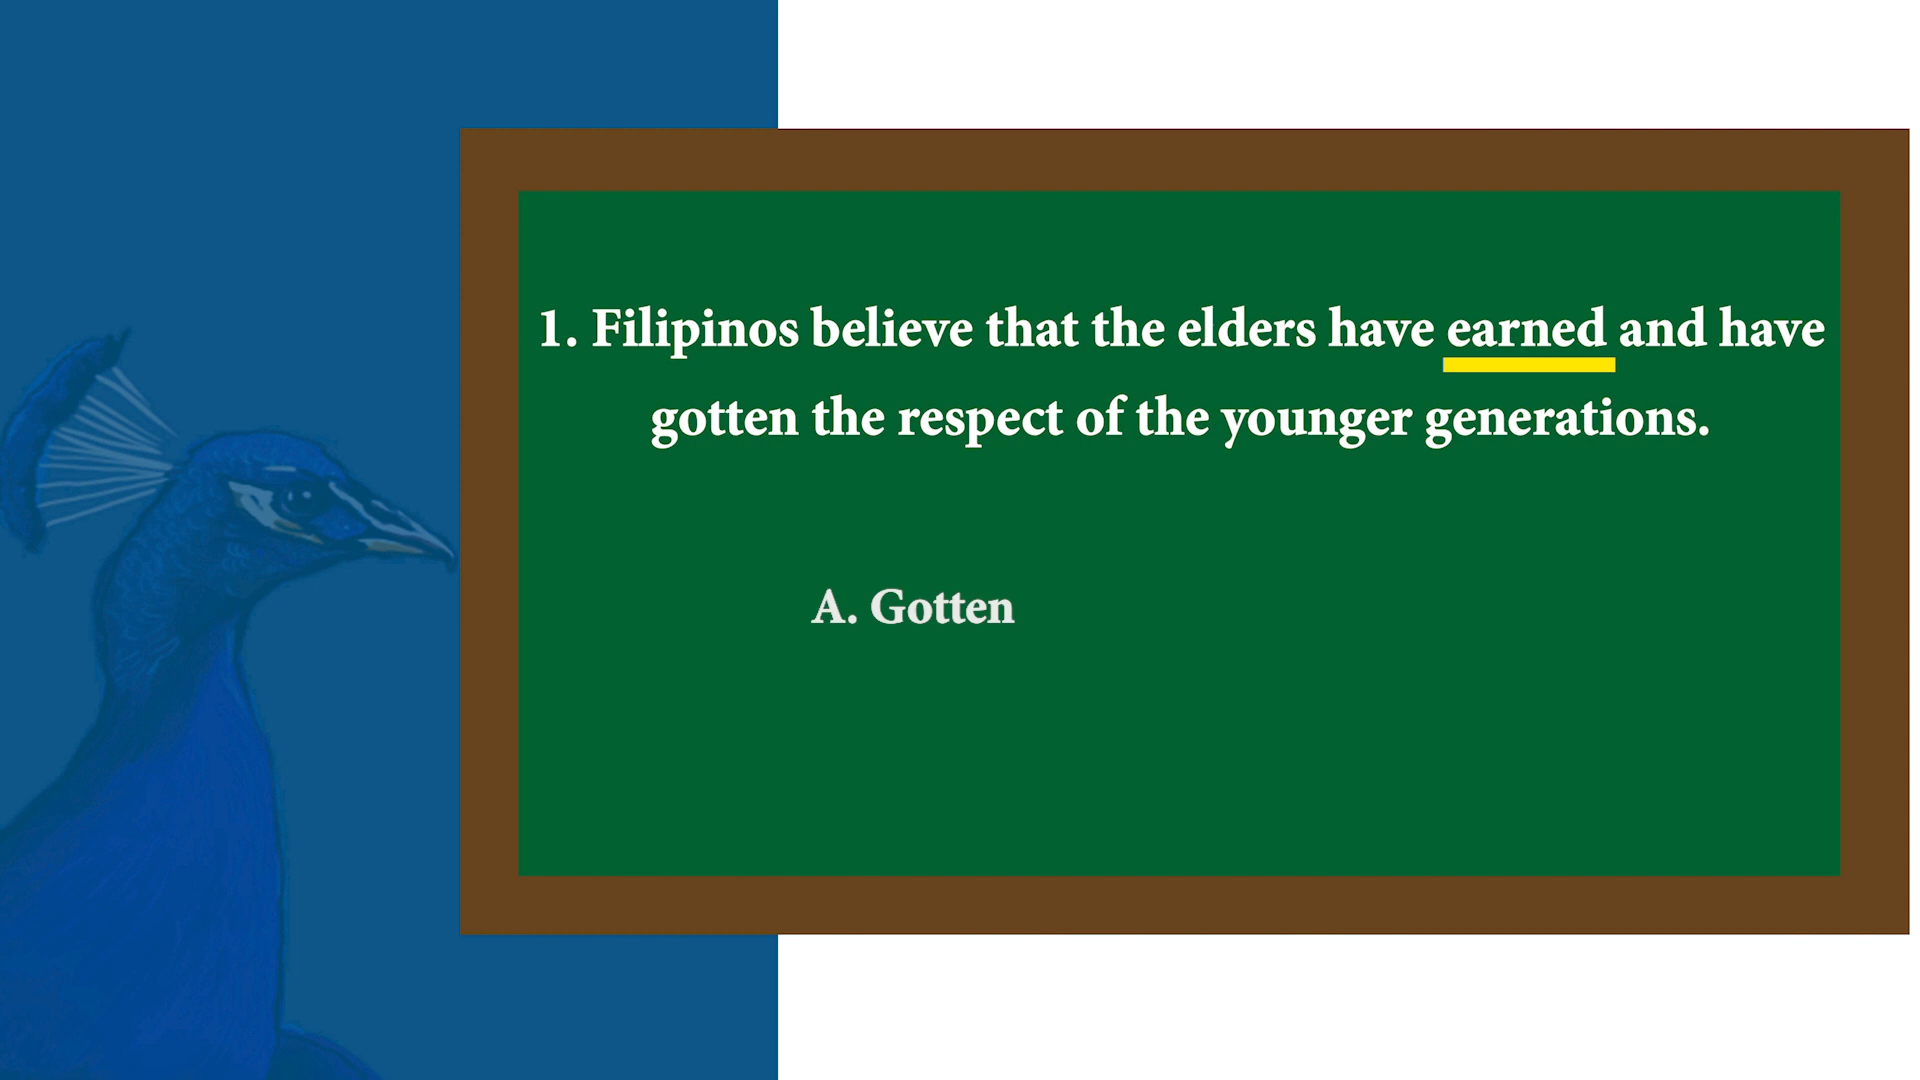 1. Filipinos believe that the elders have earned and have
gotten the respect of the younger generations.
A. Gotten